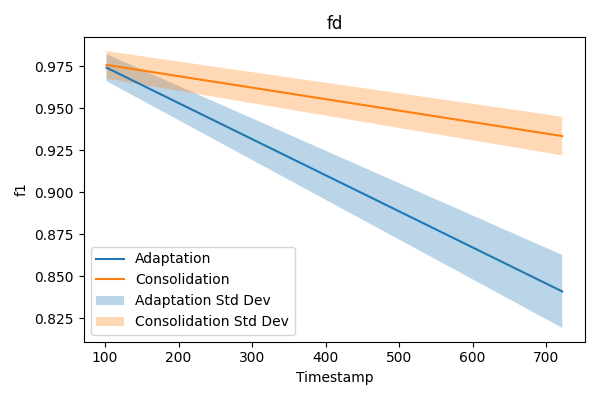 fd
0.975
0.950
0.925
0.900
0.875
0.850
0.825
f1
Adaptation
Consolidation
Adaptation Std Dev
Consolidation Std Dev
100 200 300 400 500 600 700
Timestamp